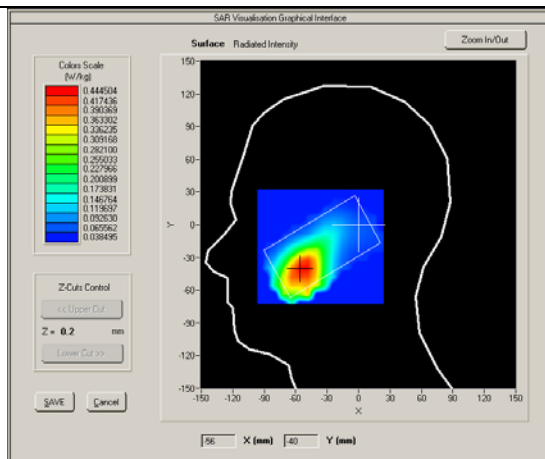 SAR Visualisation Graphical Interface
Surface Radiated Intensity
Zoom In/Out
Colors Scale
(W/kg)
0.444504
0.417436
0.390369
0.363302
0.336235
0.309168
0.282100
0.255033
0.227966
0.200899
0.173831
0.146764
0.119697
0.092630
0.065562
0.038495
Z-Cuts Control
<< Upper Cut
Z = 0.2 mm
Lower Cut >>
SAVE Cancel
150
120
90
60
30
0
-30
-60
-90
-120
-150
Y
-150 -120 -90 -60 -30 0 30 60 90 120 150
X
-56 X (mm) -40 Y (mm)